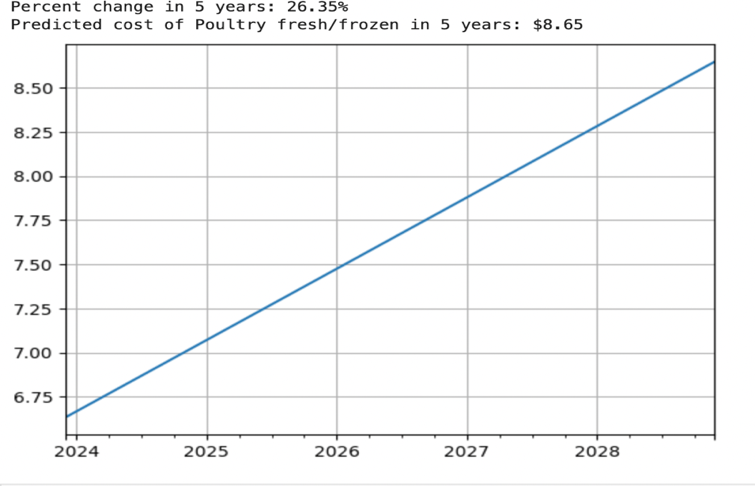 Percent change in 5 years: 26.35%
Predicted cost of Poultry fresh/frozen in 5 years: $8.65
8.50
8.25
8.00
7.75
7.50
7.25
7.00
6.75
2024 2025 2026 2027 2028